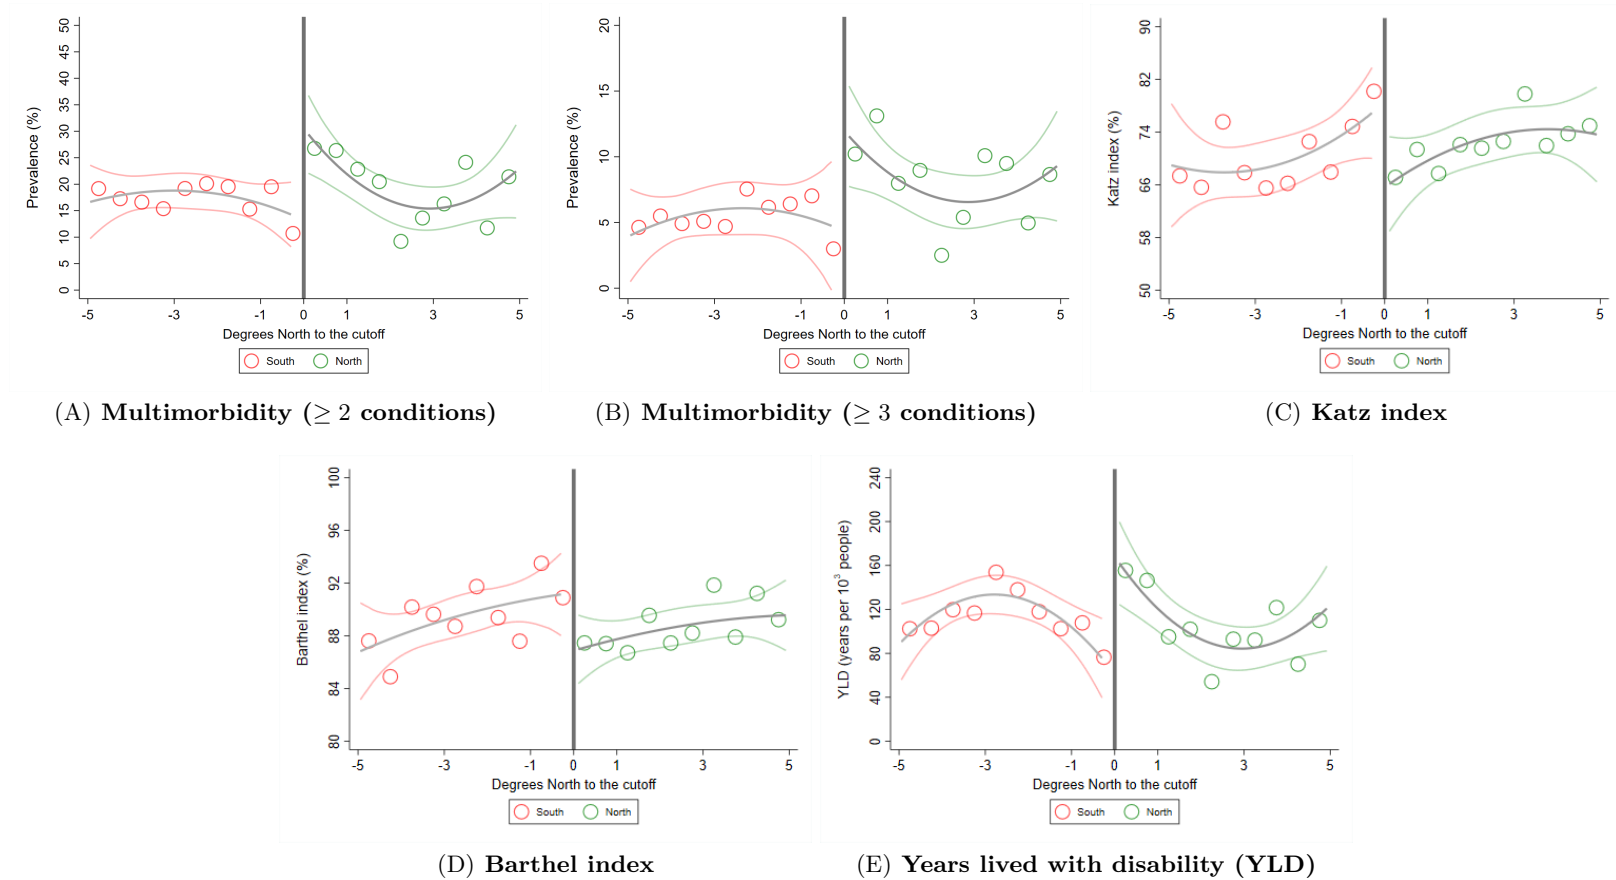 Prevalence (%)
50
45
40
35
30
25
20
15
10
5
0
-5 -3 -1 0 1 3 5
Degrees North to the cutoff
South North
(A) Multimorbidity (≥ 2 conditions)
Prevalence (%)
20
15
10
5
0
-5 -3 -1 0 1 3 5
Degrees North to the cutoff
South North
(B) Multimorbidity (≥ 3 conditions)
Katz index (%)
90
82
74
66
58
50
-5 -3 -1 0 1 3 5
Degrees North to the cutoff
South North
(C) Katz index
Barthel index (%)
100
96
92
88
84
80
-5 -3 -1 0 1 3 5
Degrees North to the cutoff
South North
(D) Barthel index
YLD (years per 10³ people)
240
200
160
120
80
40
0
-5 -3 -1 0 1 3 5
Degrees North to the cutoff
South North
(E) Years lived with disability (YLD)